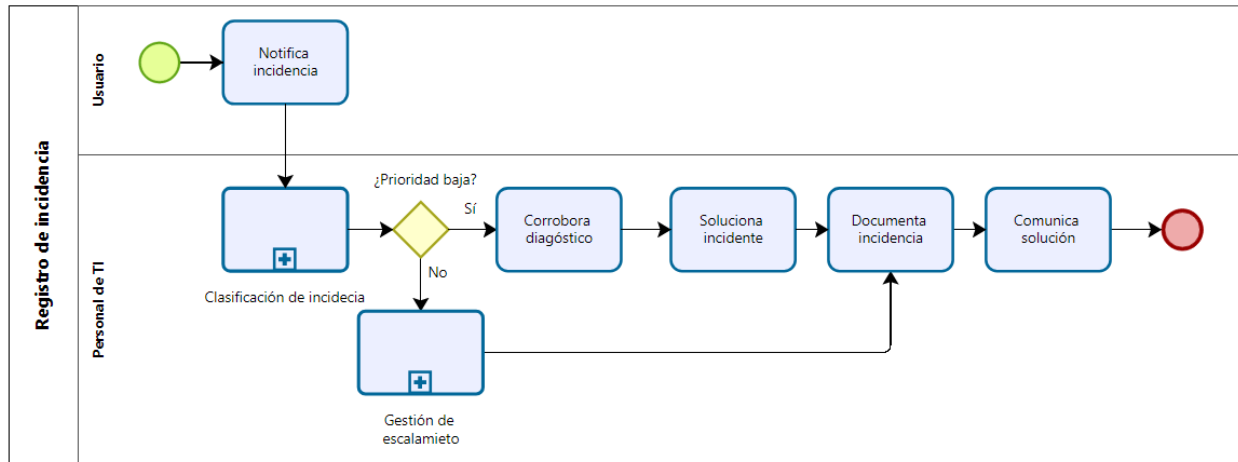 Registro de incidencia
Usuario
Notifica
incidencia
Personal de TI
Clasificación de incidecia
¿Prioridad baja?
Sí
No
Corrobora
diagóstico
Soluciona
incidente
Documenta
incidencia
Comunica
solución
Gestión de
escalamieto